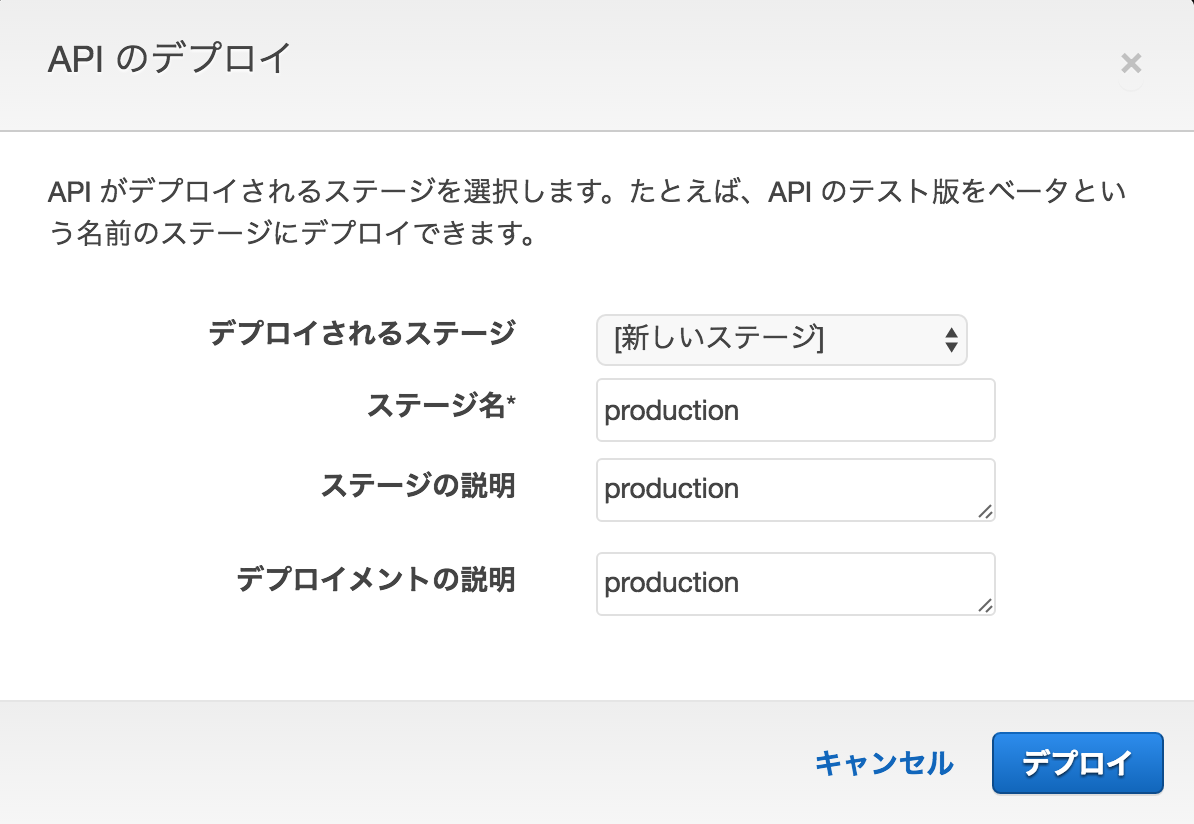 API のデプロイ
×
API がデプロイされるステージを選択します。たとえば、API のテスト版をベータとい
う名前のステージにデプロイできます。
デプロイされるステージ [新しいステージ]
ステージ名* production
ステージの説明 production
デプロイメントの説明 production
キャンセル デプロイ